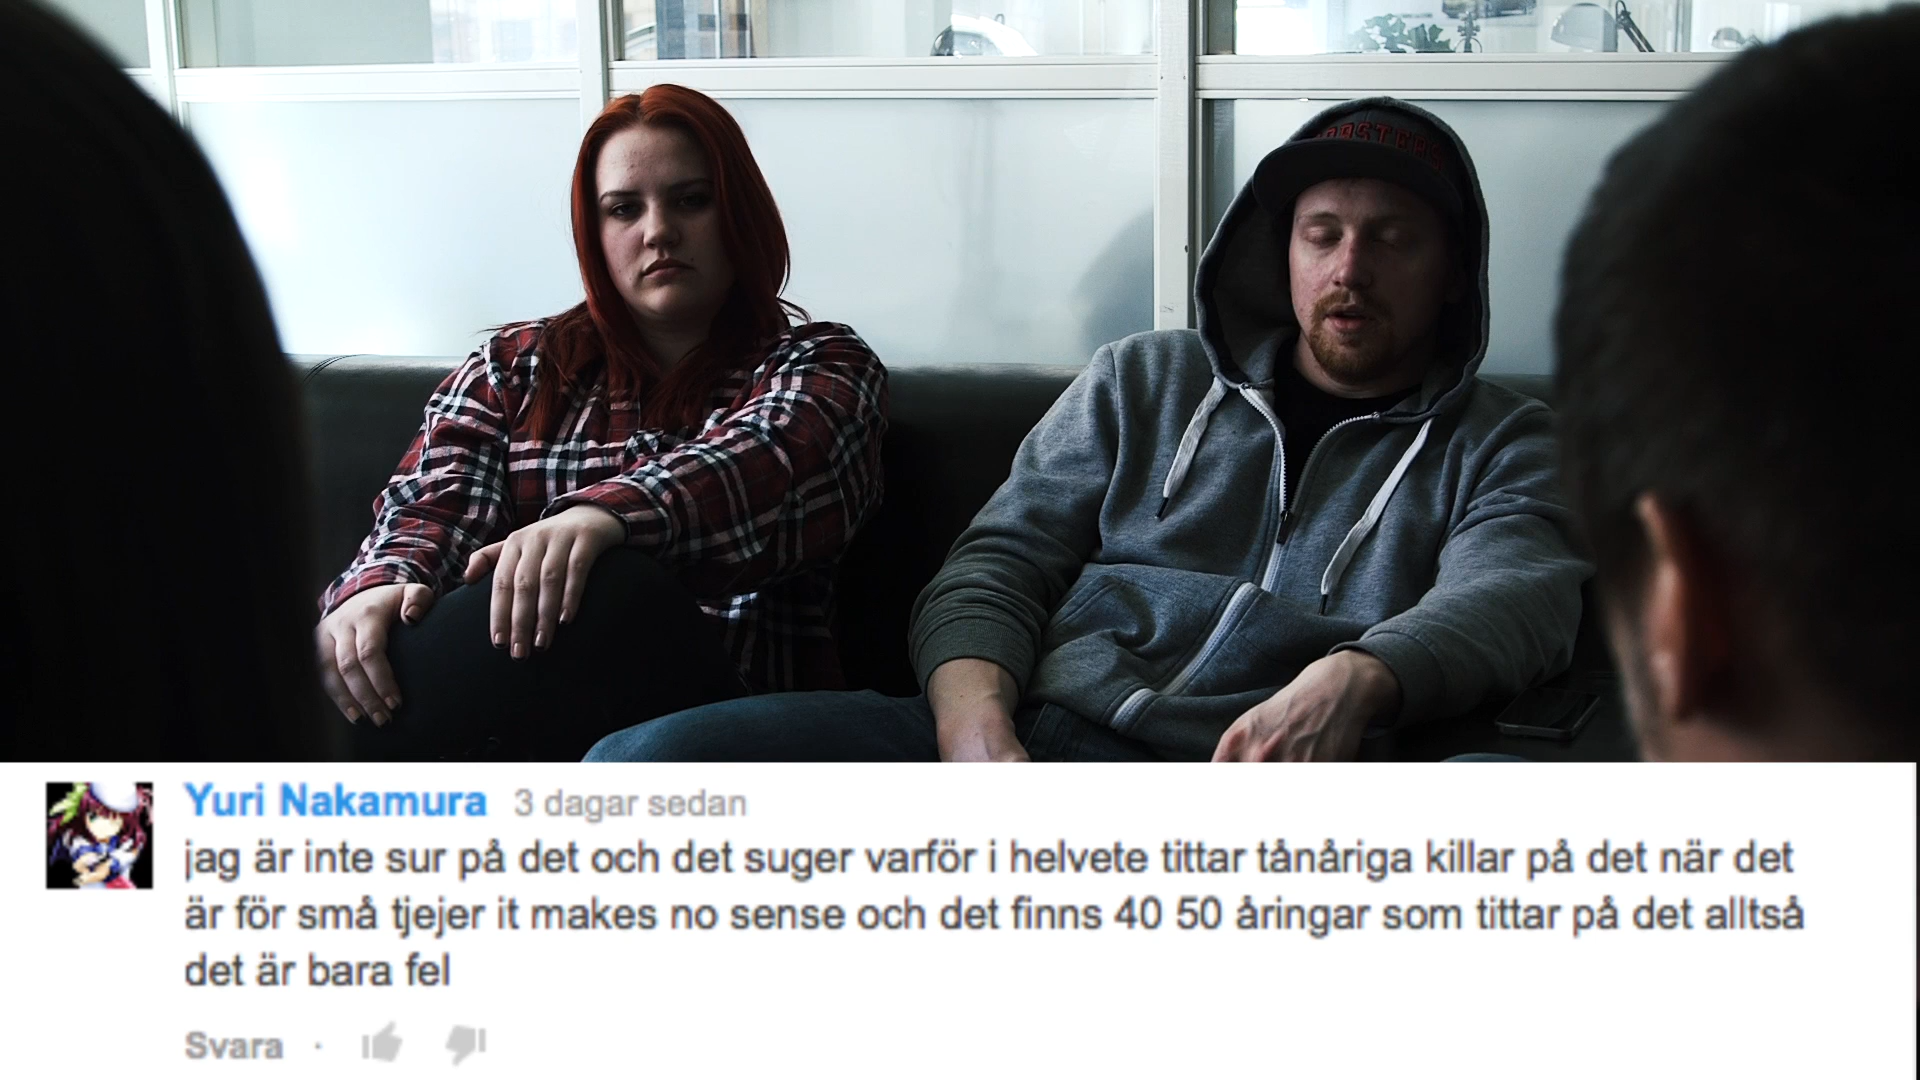 Yuri Nakamura 3 dagar sedan
jag är inte sur på det och det suger varför i helvete tittar tånåriga killar på det när det
är för små tjejer it makes no sense och det finns 40 50 åringar som tittar på det alltså
det är bara fel
Svara ·